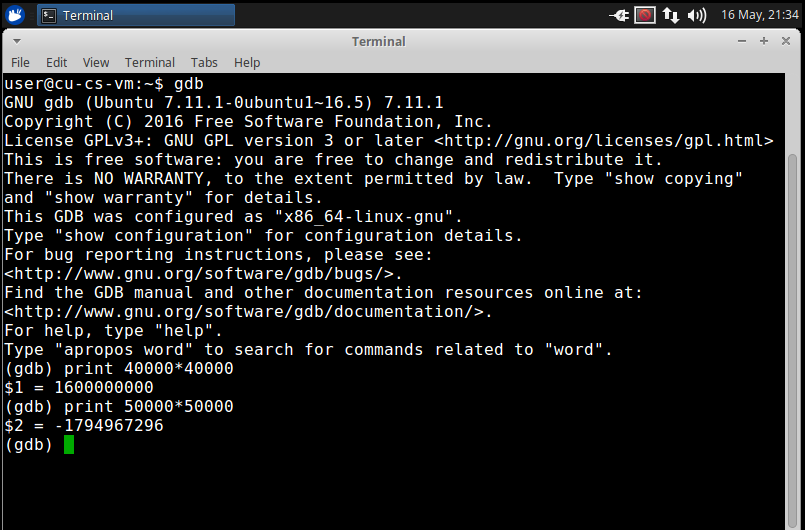 Terminal
16 May, 21:34
Terminal
File Edit View Terminal Tabs Help
user@cu-cs-vm:~$ gdb
GNU gdb (Ubuntu 7.11.1-0ubuntu1~16.5) 7.11.1
Copyright (C) 2016 Free Software Foundation, Inc.
License GPLv3+: GNU GPL version 3 or later <http://gnu.org/licenses/gpl.html>
This is free software: you are free to change and redistribute it.
There is NO WARRANTY, to the extent permitted by law.  Type "show copying"
and "show warranty" for details.
This GDB was configured as "x86_64-linux-gnu".
Type "show configuration" for configuration details.
For bug reporting instructions, please see:
<http://www.gnu.org/software/gdb/bugs/>.
Find the GDB manual and other documentation resources online at:
<http://www.gnu.org/software/gdb/documentation/>.
For help, type "help".
Type "apropos word" to search for commands related to "word".
(gdb) print 40000*40000
$1 = 1600000000
(gdb) print 50000*50000
$2 = -1794967296
(gdb)